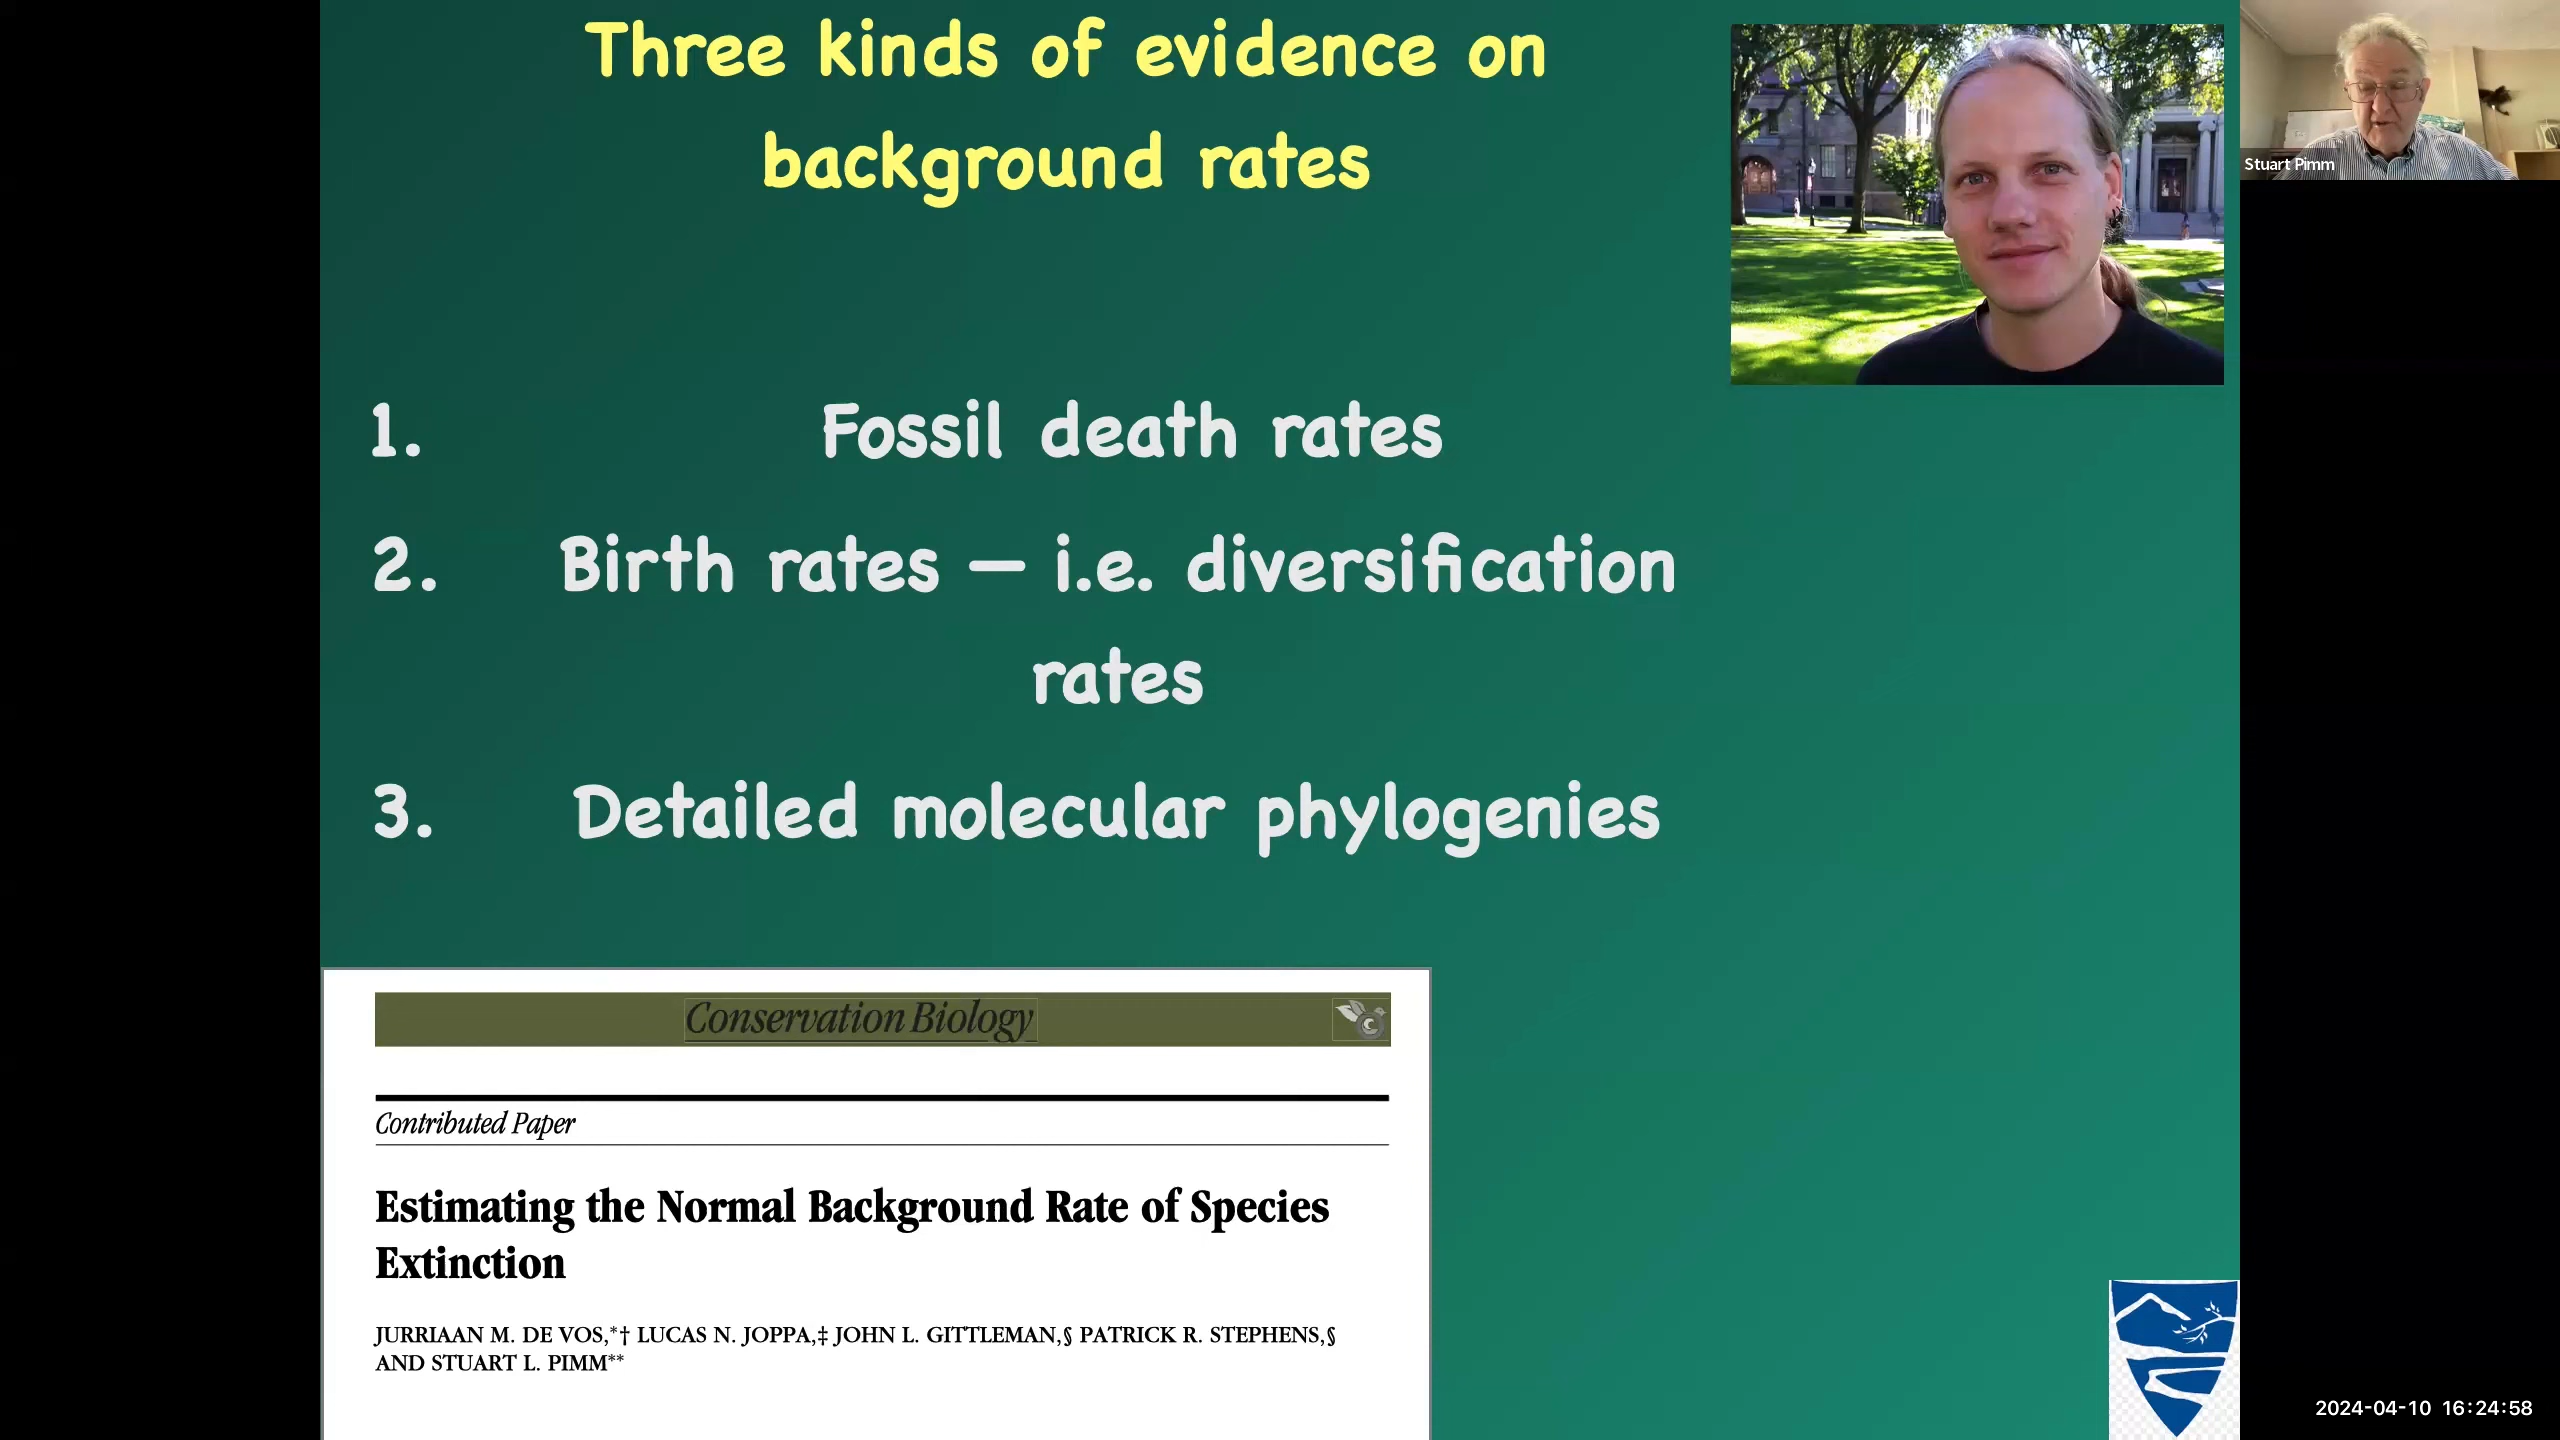 Three kinds of evidence on
background rates
Stuart Pimm
1. Fossil death rates
2. Birth rates — i.e. diversification
rates
3. Detailed molecular phylogenies
Conservation Biology
Contributed Paper
Estimating the Normal Background Rate of Species
Extinction
JURRIAAN M. DE VOS,*† LUCAS N. JOPPA,‡ JOHN L. GITTLEMAN,§ PATRICK R. STEPHENS,§
AND STUART L. PIMM**
2024-04-10 16:24:58